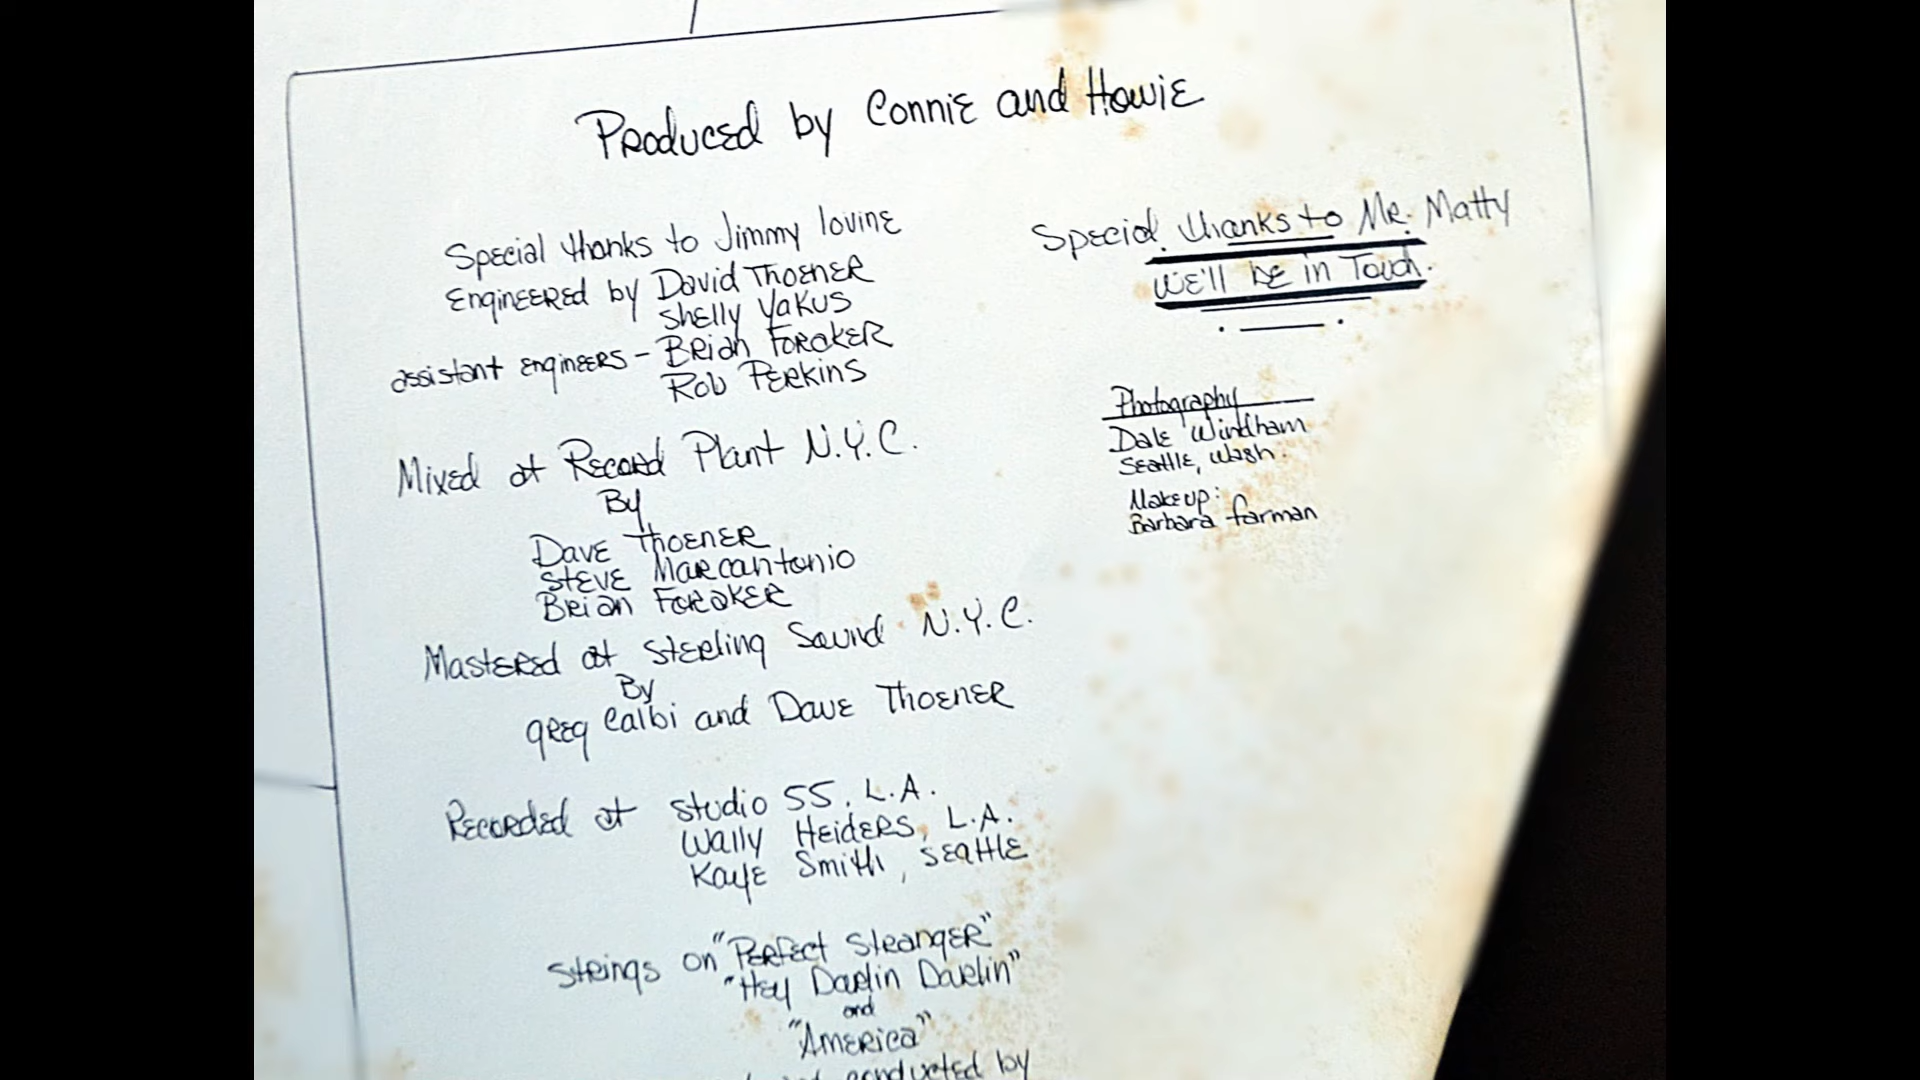 Produced by Connie and Howie
Special thanks to Jimmy Iovine
Engineered by David Thoener
Shelly Yakus
assistant engineers - Brian Foraker
Rob Perkins
Mixed at Record Plant N.Y.C.
By
Dave Thoener
Steve Marcantonio
Brian Foraker
Mastered at Sterling Sound N.Y.C.
By
Greg Calbi and Dave Thoener
Recorded at Studio 55, L.A.
Wally Heiders, L.A.
Kaye Smith, Seattle
Strings on "Perfect Stranger"
"Hey Darlin Darlin"
and
"America"
conducted by
Special thanks to Mr. Matty
We'll be in Touch.
Photography
Dale Windham
Seattle, Wash.
Makeup:
Barbara Farman